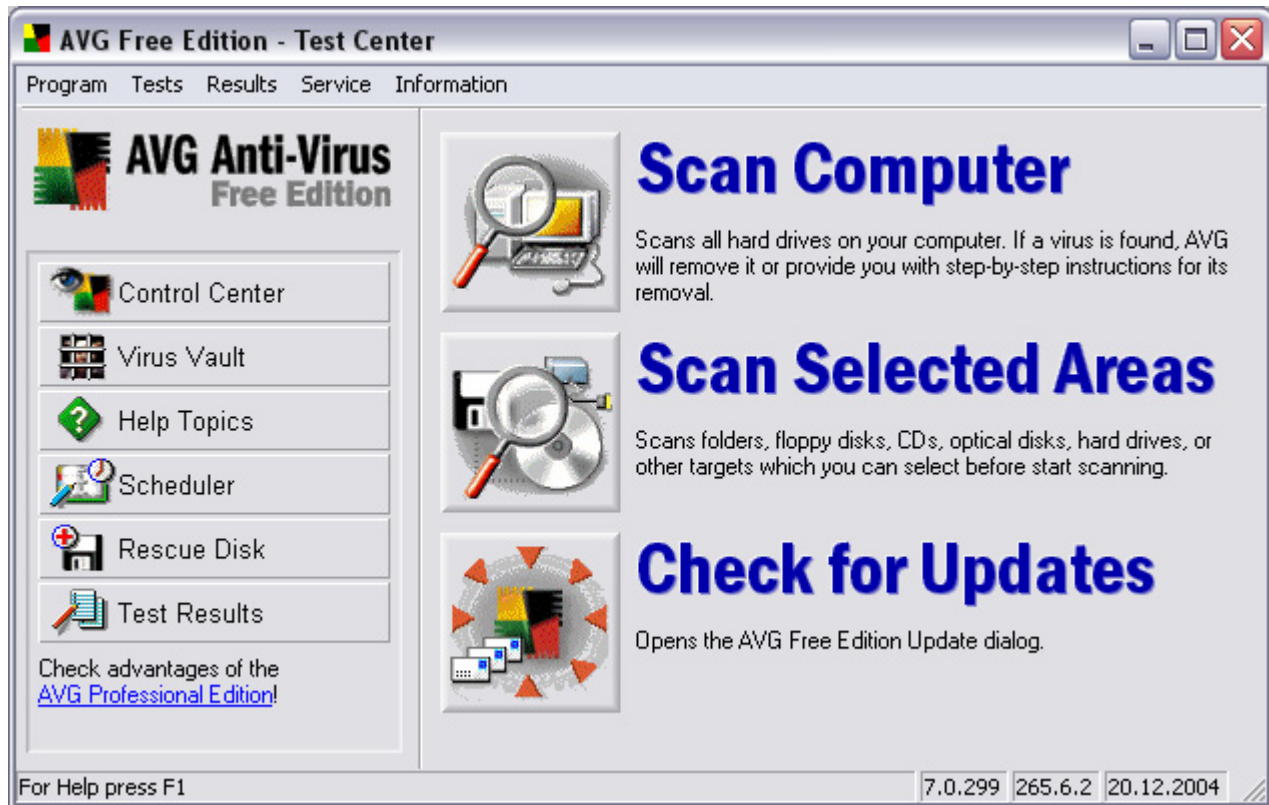 AVG Free Edition - Test Center
Program Tests Results Service Information
AVG Anti-Virus
Free Edition
Control Center
Virus Vault
Help Topics
Scheduler
Rescue Disk
Test Results
Check advantages of the
AVG Professional Edition!
Scan Computer
Scans all hard drives on your computer. If a virus is found, AVG
will remove it or provide you with step-by-step instructions for its
removal.
Scan Selected Areas
Scans folders, floppy disks, CDs, optical disks, hard drives, or
other targets which you can select before start scanning.
Check for Updates
Opens the AVG Free Edition Update dialog.
For Help press F1
7.0.299 265.6.2 20.12.2004